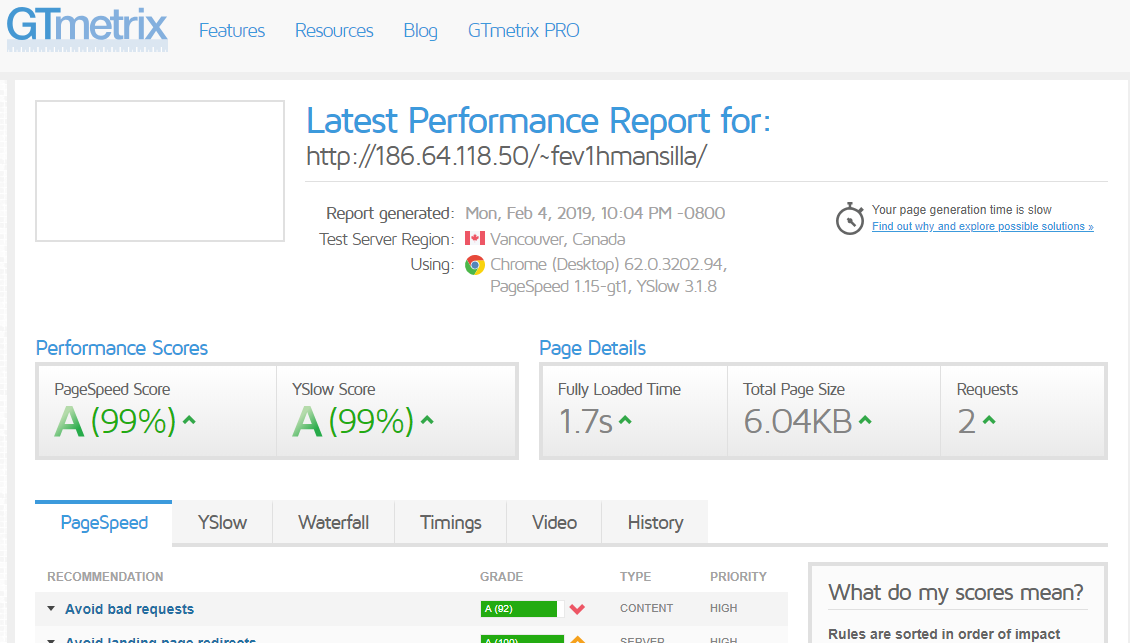 GTmetrix
Features Resources Blog GTmetrix PRO
Latest Performance Report for:
http://186.64.118.50/~fev1hmansilla/
Report generated: Mon, Feb 4, 2019, 10:04 PM -0800
Test Server Region: Vancouver, Canada
Using: Chrome (Desktop) 62.0.3202.94,
PageSpeed 1.15-gt1, YSlow 3.1.8
Your page generation time is slow
Find out why and explore possible solutions »
Performance Scores
PageSpeed Score
A (99%)
YSlow Score
A (99%)
Page Details
Fully Loaded Time
1.7s
Total Page Size
6.04KB
Requests
2
PageSpeed YSlow Waterfall Timings Video History
RECOMMENDATION GRADE TYPE PRIORITY
Avoid bad requests A (92) CONTENT HIGH
Avoid landing page redirects A (100) SERVER HIGH
What do my scores mean?
Rules are sorted in order of impact